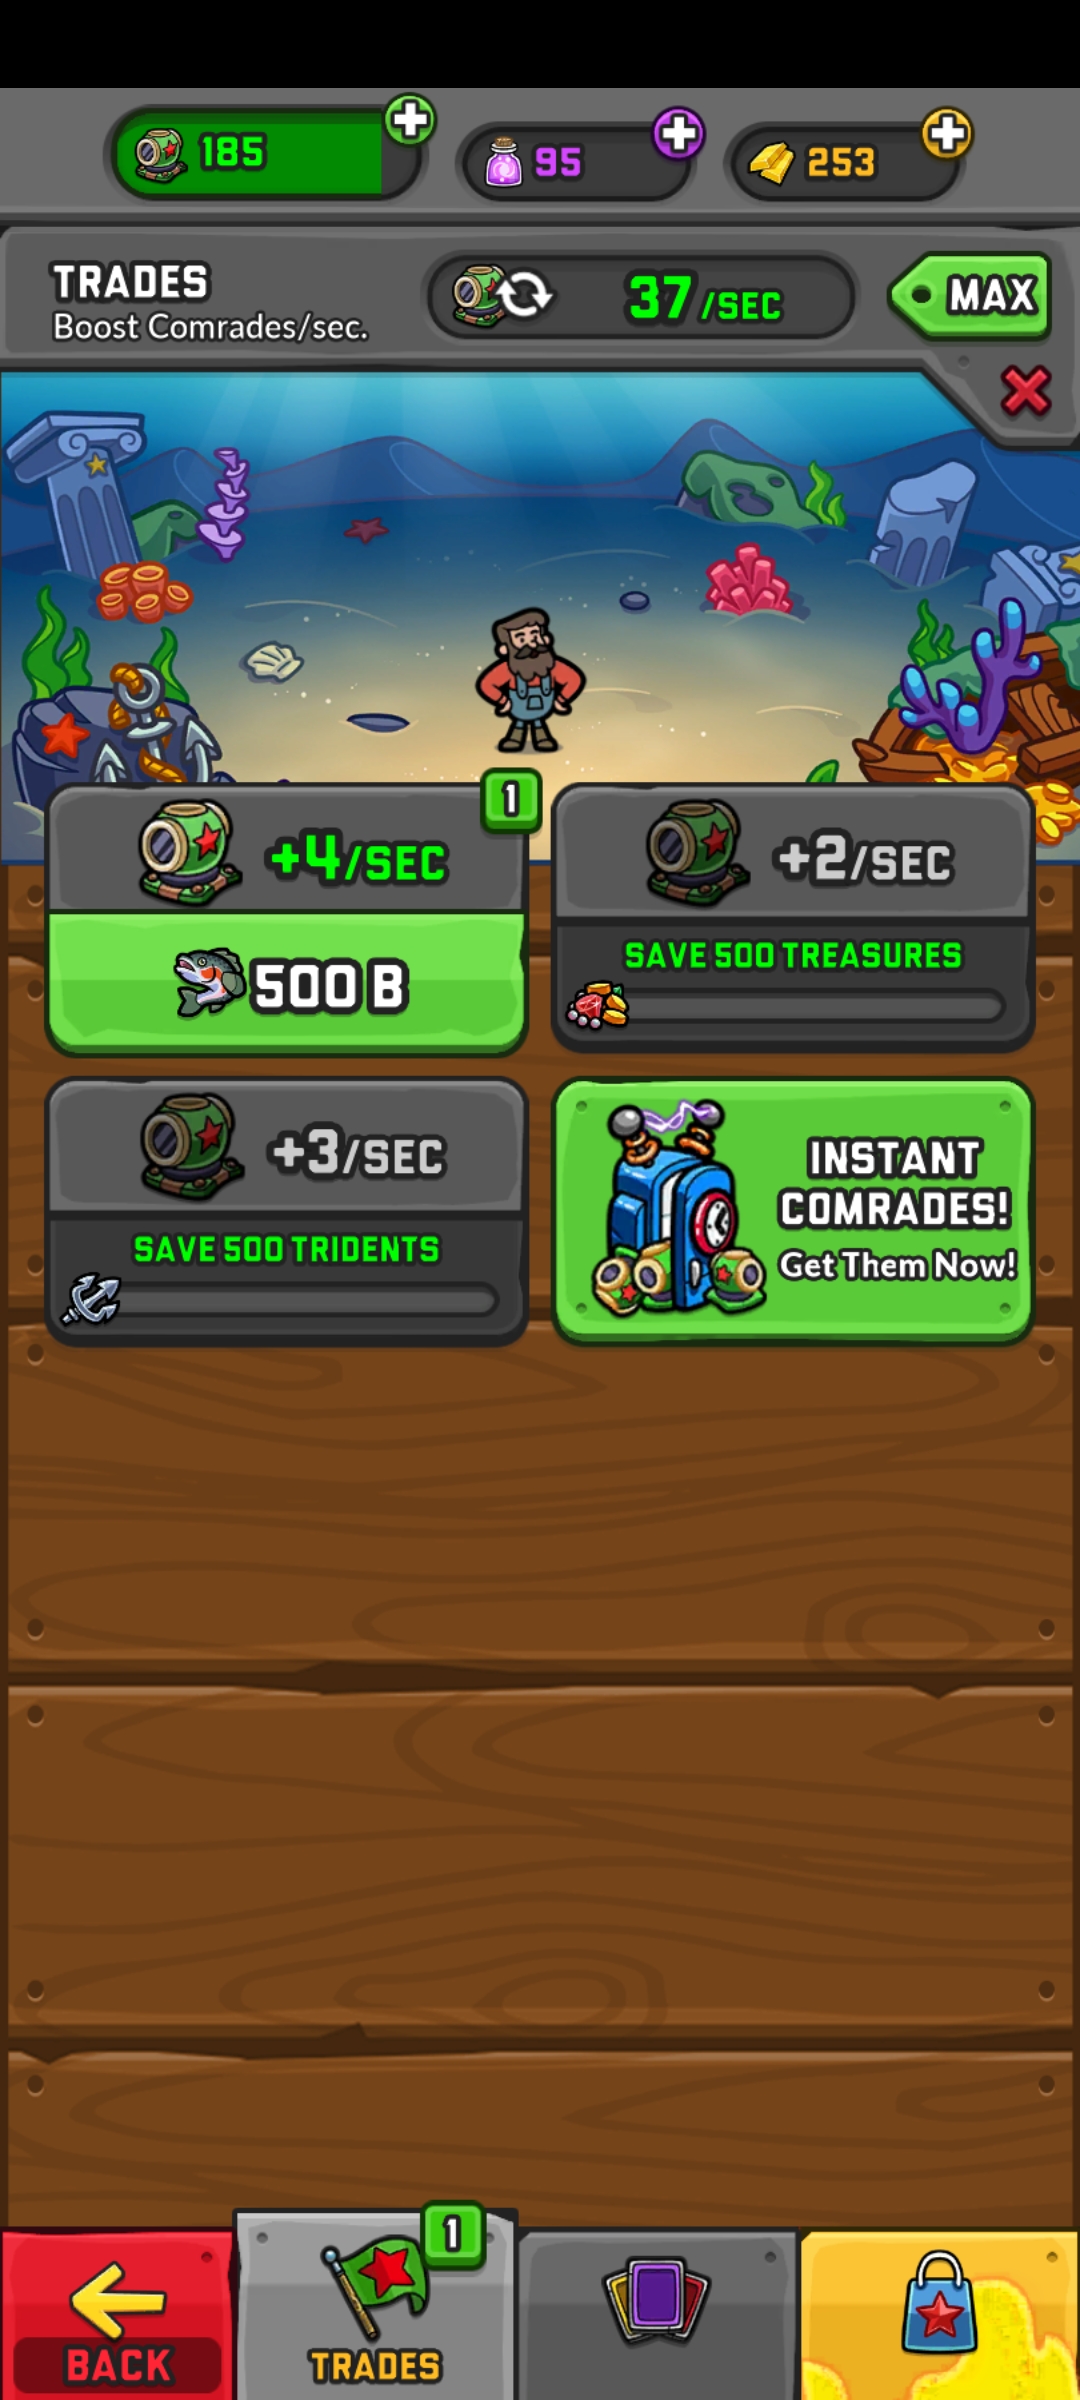 185
95
253
TRADES
Boost Comrades/sec.
37/SEC
MAX
1
+4/SEC
500 B
+2/SEC
SAVE 500 TREASURES
+3/SEC
SAVE 500 TRIDENTS
INSTANT
COMRADES!
Get Them Now!
BACK
1
TRADES